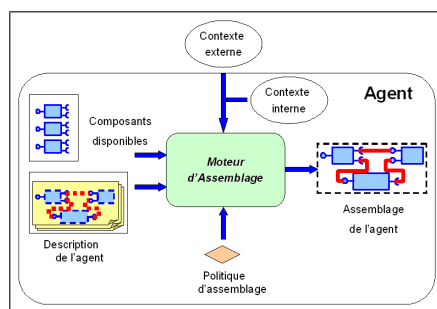 Contexte
externe
Contexte
interne
Agent
Composants
disponibles
Moteur
d'Assemblage
Description
de l'agent
Assemblage
de l'agent
Politique
d'assemblage